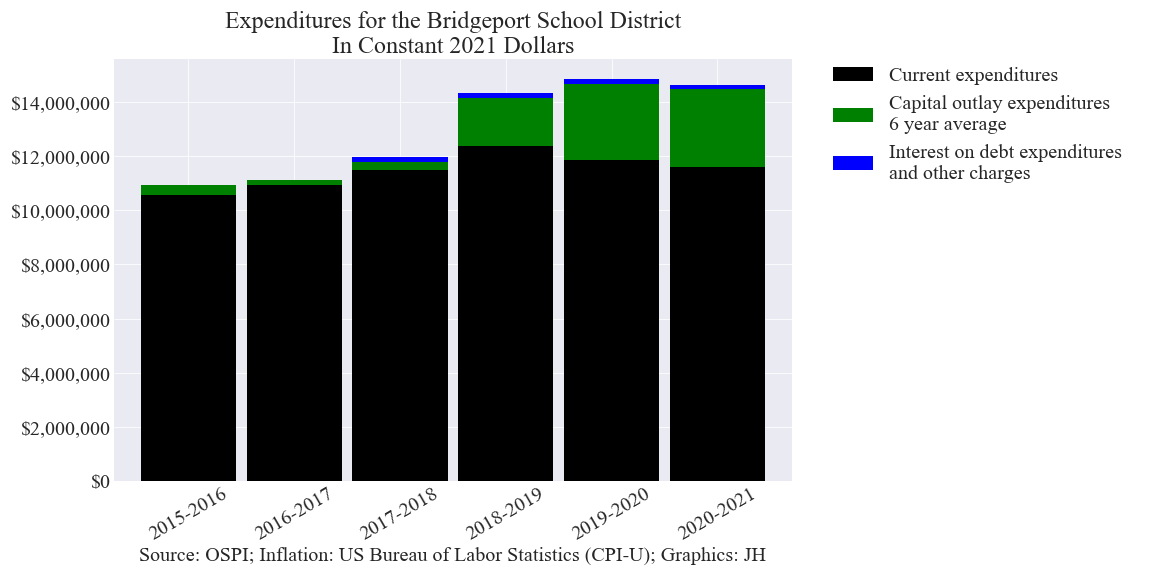 Expenditures for the Bridgeport School District
In Constant 2021 Dollars
Current expenditures
Capital outlay expenditures
6 year average
Interest on debt expenditures
and other charges
$14,000,000
$12,000,000
$10,000,000
$8,000,000
$6,000,000
$4,000,000
$2,000,000
$0
2015-2016
2016-2017
2017-2018
2018-2019
2019-2020
2020-2021
Source: OSPI; Inflation: US Bureau of Labor Statistics (CPI-U); Graphics: JH